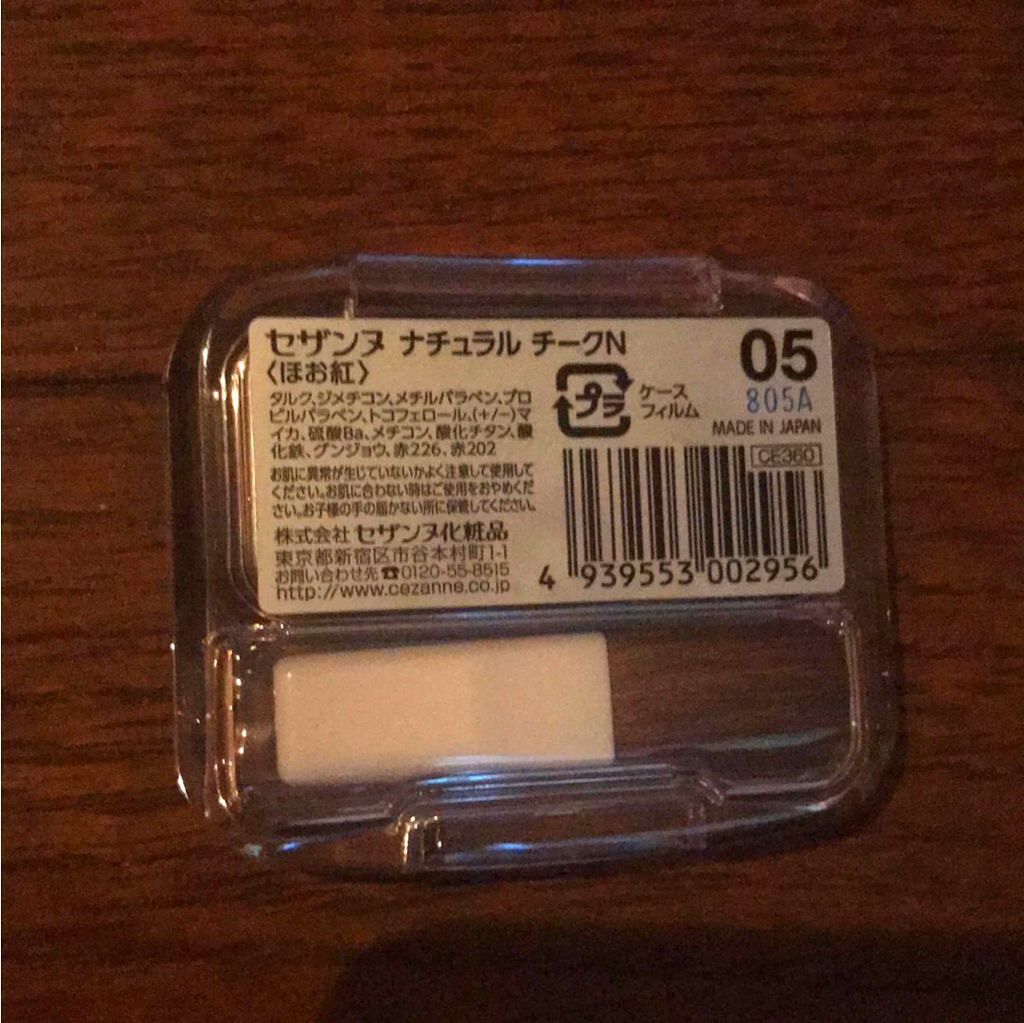 セザンヌ ナチュラル チークN
〈ほお紅〉
タルク、ジメチコン、メチルパラベン、プロ
ピルパラベン、トコフェロール、(+/−)マ
イカ、硫酸Ba、メチコン、酸化チタン、酸
化鉄、グンジョウ、赤226、赤202
お肌に異常が生じていないかよく注意して使用して
ください。お肌に合わない時はご使用をおやめくだ
さい。お子様の手の届かない所に保管してください。
株式会社 セザンヌ化粧品
東京都新宿区市谷本村町1-1
お問い合わせ先☎0120-55-8515
http://www.cezanne.co.jp
プラ
ケース
フィルム
05
805A
MADE IN JAPAN
CE360
4 939553 002956